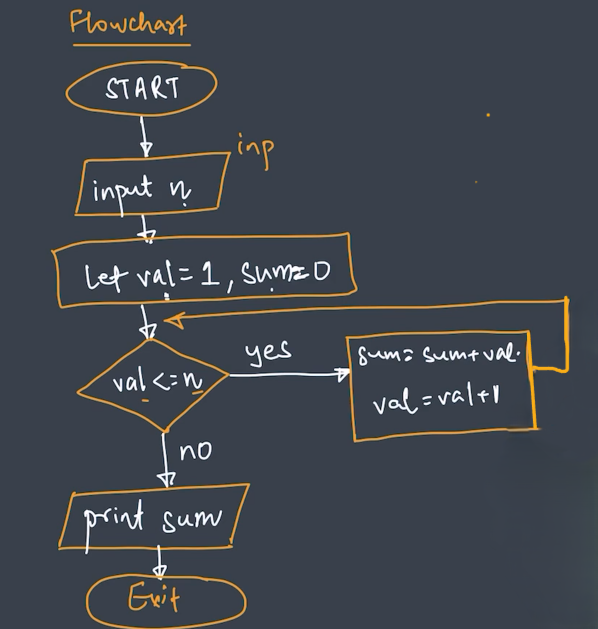 Flowchart
START
inp
input n
let val = 1, sum = 0
val <= n
yes
sum = sum + val.
val = val + 1
no
print sum
Exit